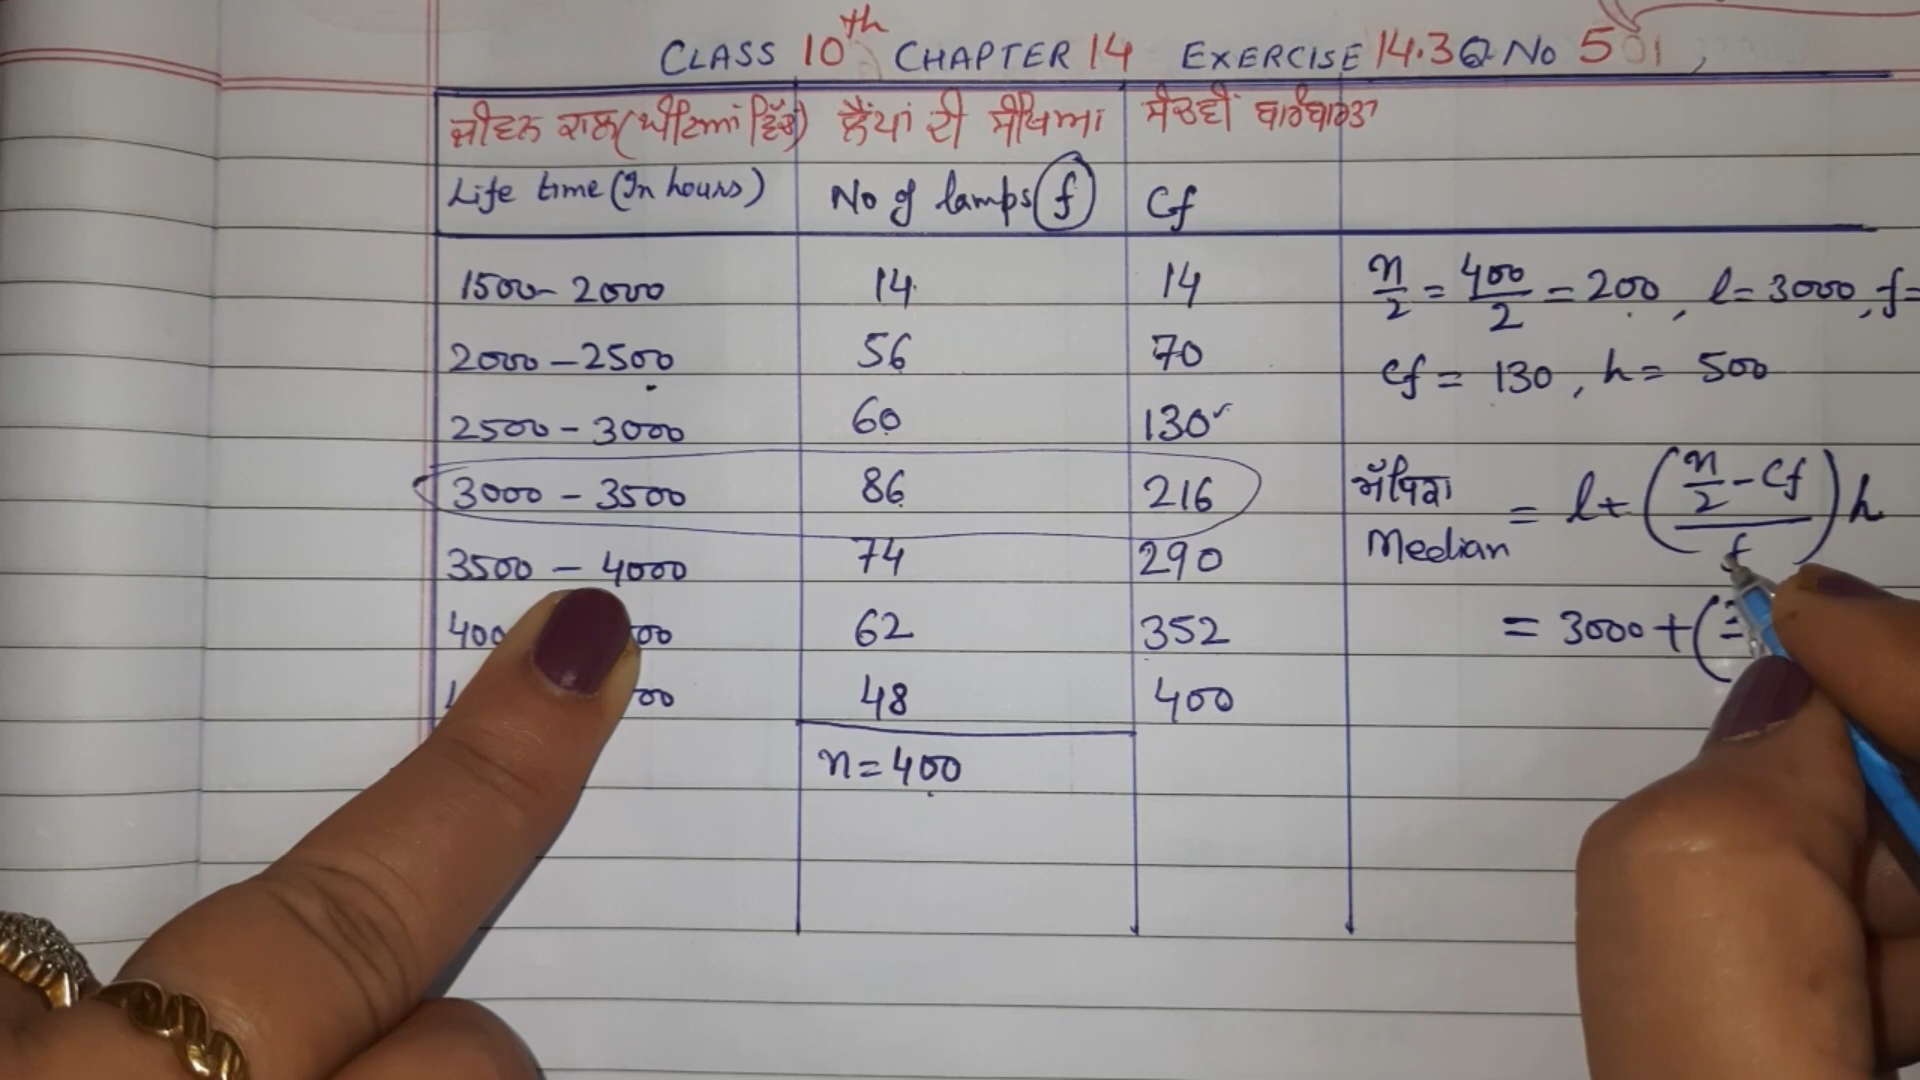 CLASS 10th CHAPTER 14 EXERCISE 14.3 Q No 5
ਜੀਵਨ ਕਾਲ (ਘੰਟਿਆਂ ਵਿੱਚ) ਲੈਂਪਾਂ ਦੀ ਸੰਖਿਆ ਸੰਚਵੀਂ ਬਾਰੰਬਾਰਤਾ
Life time (In hours) No of lamps (f) Cf
1500 - 2000 14 14
n/2 = 400/2 = 200, l = 3000, f =
2000 - 2500 56 70
Cf = 130, h = 500
2500 - 3000 60 130
3000 - 3500 86 216
ਮੱਧਿਕਾ
Median = l + ((n/2 - Cf)/f) h
3500 - 4000 74 290
= 3000 + (
62 352
48 400
n = 400